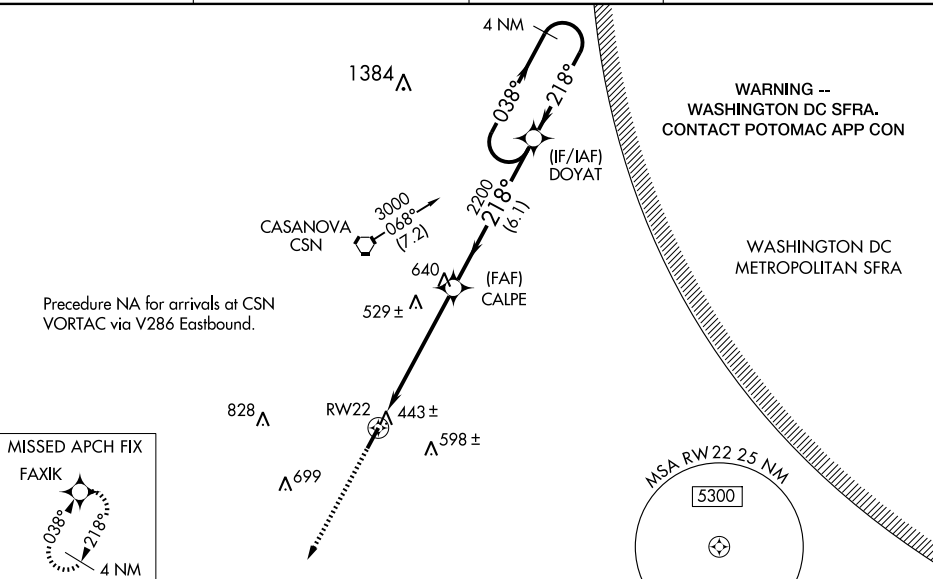 4 NM
1384
038°
218°
WARNING --
WASHINGTON DC SFRA.
CONTACT POTOMAC APP CON
(IF/IAF)
DOYAT
2200
218°
(6.1)
3000
068°
(7.2)
CASANOVA
CSN
WASHINGTON DC
METROPOLITAN SFRA
640
(FAF)
CALPE
529 ±
Precedure NA for arrivals at CSN
VORTAC via V286 Eastbound.
828
RW22
443 ±
598 ±
699
MISSED APCH FIX
FAXIK
038°
218°
4 NM
MSA RW 22 25 NM
5300